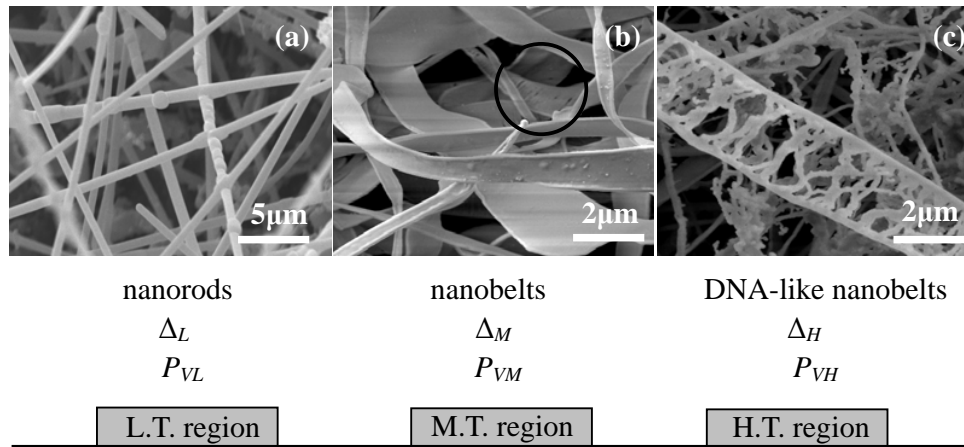 (a) (b) (c)
5μm 2μm 2μm
nanorods nanobelts DNA-like nanobelts
Δ_L Δ_M Δ_H
P_VL P_VM P_VH
L.T. region M.T. region H.T. region